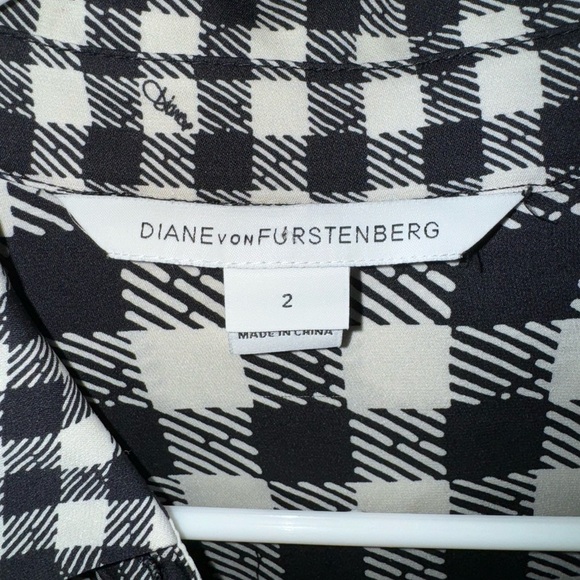 Diane
DIANE VON FURSTENBERG
2
MADE IN CHINA